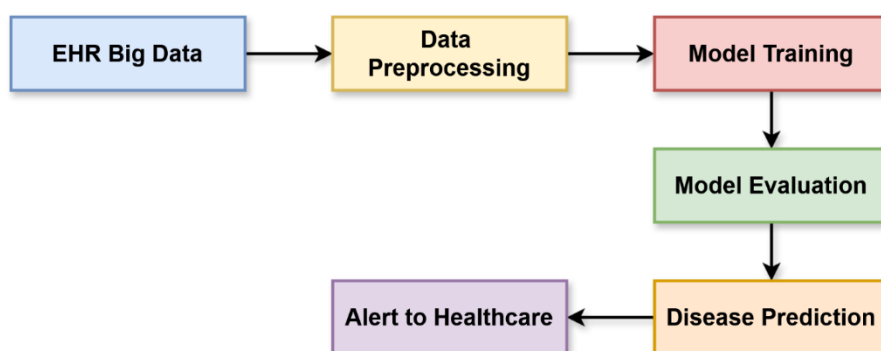 EHR Big Data
Data
Preprocessing
Model Training
Model Evaluation
Disease Prediction
Alert to Healthcare